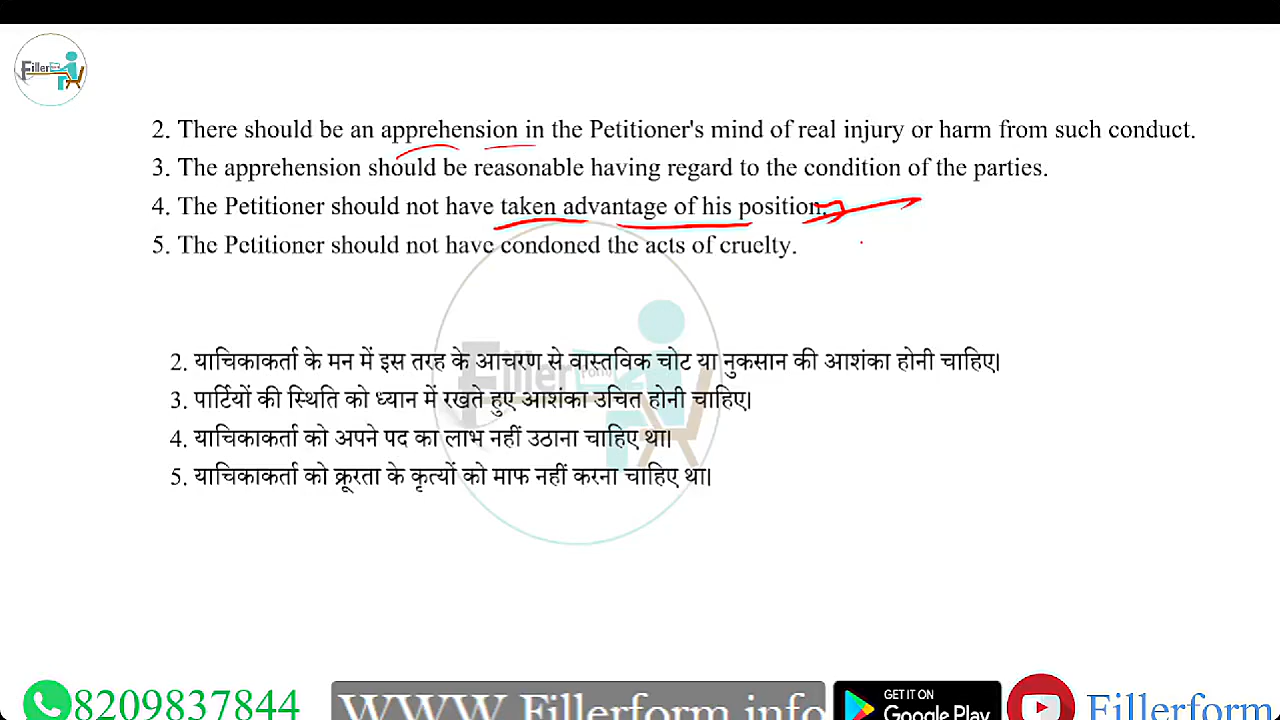 Filler
2. There should be an apprehension in the Petitioner's mind of real injury or harm from such conduct.
3. The apprehension should be reasonable having regard to the condition of the parties.
4. The Petitioner should not have taken advantage of his position.
5. The Petitioner should not have condoned the acts of cruelty.
Filler Form
2. याचिकाकर्ता के मन में इस तरह के आचरण से वास्तविक चोट या नुकसान की आशंका होनी चाहिए।
3. पार्टियों की स्थिति को ध्यान में रखते हुए आशंका उचित होनी चाहिए।
4. याचिकाकर्ता को अपने पद का लाभ नहीं उठाना चाहिए था।
5. याचिकाकर्ता को क्रूरता के कृत्यों को माफ नहीं करना चाहिए था।
8209837844
WWW.Fillerform.info
GET IT ON
Google Play
Fillerform